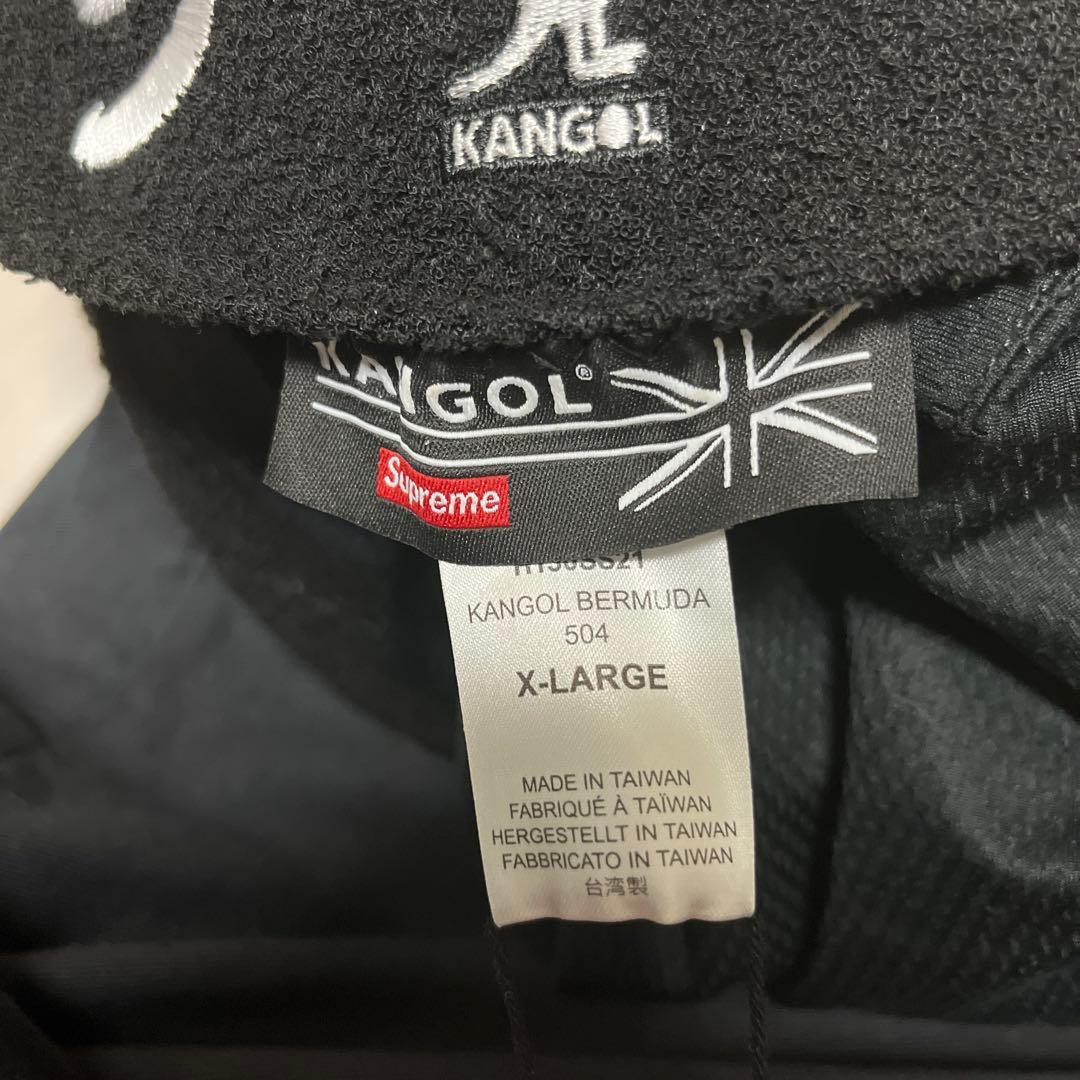 KANGOL
KANGOL®
Supreme
H130SS21
KANGOL BERMUDA
504
X-LARGE
MADE IN TAIWAN
FABRIQUÉ À TAÏWAN
HERGESTELLT IN TAIWAN
FABBRICATO IN TAIWAN
台湾製